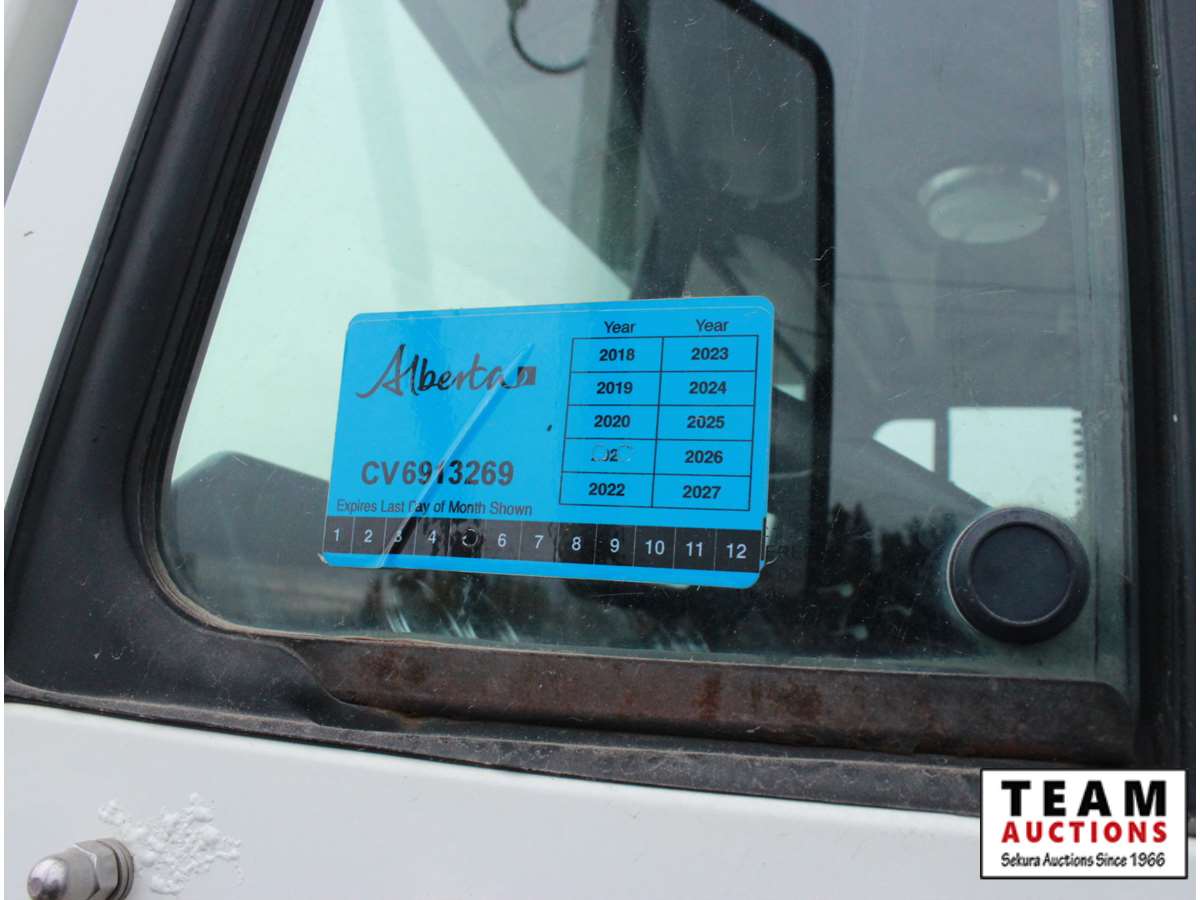 Alberta
Year Year
2018 2023
2019 2024
2020 2025
2026
2022 2027
CV6913269
Expires Last Day of Month Shown
1 2 3 4 6 7 8 9 10 11 12
TEAM
AUCTIONS
Sekura Auctions Since 1966